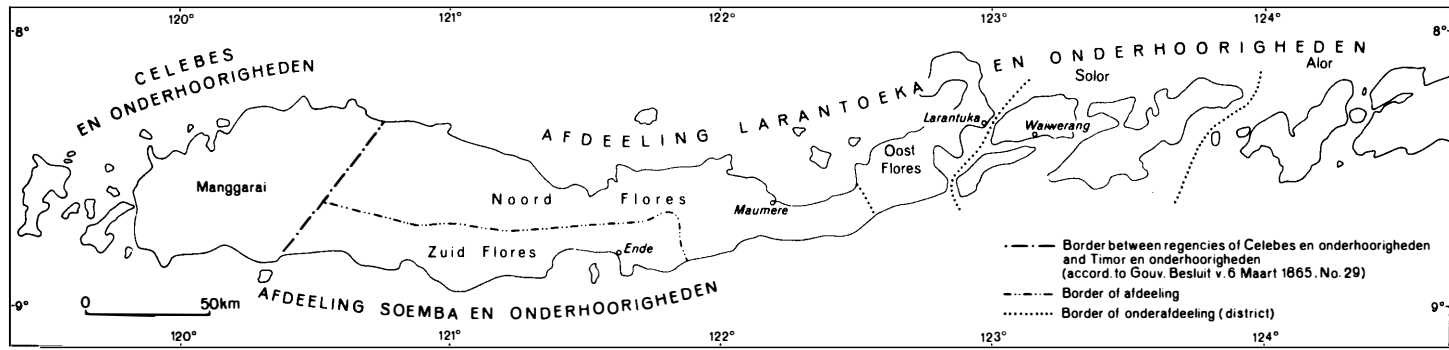 120°
121°
122°
123°
124°
8°
8°
CELEBES
EN ONDERHOORIGHEDEN
AFDEELING LARANTOEKA EN ONDERHOORIGHEDEN
Solor
Alor
Larantuka
Waiwerang
Oost
Flores
Manggarai
Noord Flores
Maumere
Zuid Flores
Ende
AFDEELING SOEMBA EN ONDERHOORIGHEDEN
0 50km
Border between regencies of Celebes en onderhoorigheden
and Timor en onderhoorigheden
(accord. to Gouv. Besluit v. 6 Maart 1865. No. 29)
Border of afdeeling
Border of onderafdeeling (district)
9°
9°
120°
121°
122°
123°
124°